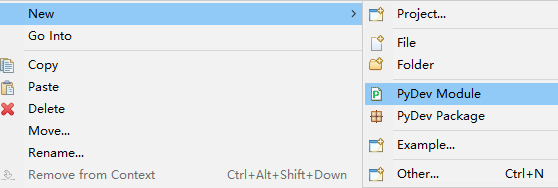 New
Go Into
Copy
Paste
Delete
Move...
Rename...
Remove from Context Ctrl+Alt+Shift+Down
Project...
File
Folder
PyDev Module
PyDev Package
Example...
Other... Ctrl+N